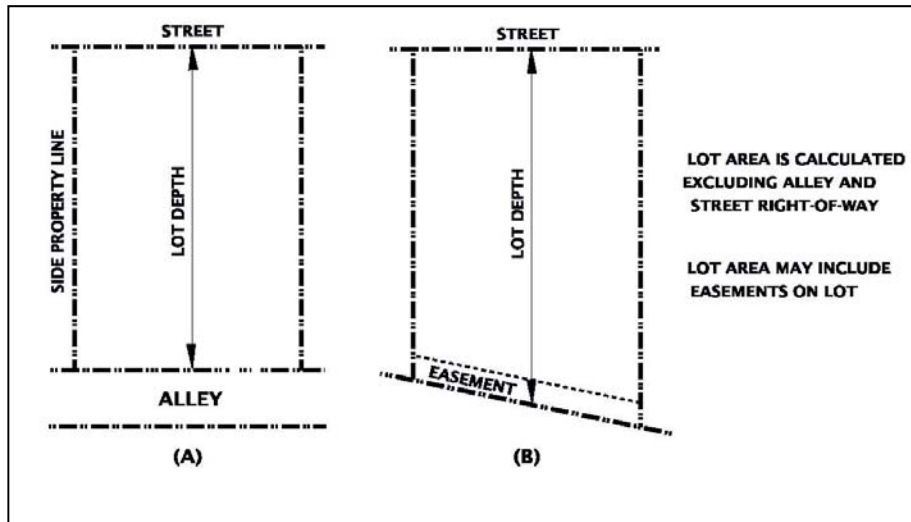 STREET
SIDE PROPERTY LINE
LOT DEPTH
ALLEY
(A)
STREET
LOT DEPTH
EASEMENT
(B)
LOT AREA IS CALCULATED
EXCLUDING ALLEY AND
STREET RIGHT-OF-WAY
LOT AREA MAY INCLUDE
EASEMENTS ON LOT